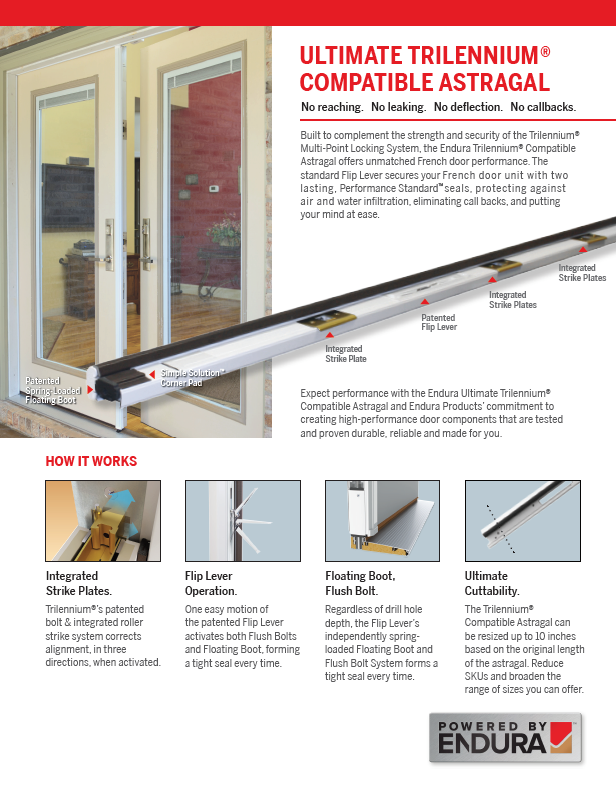 ULTIMATE TRILENNIUM®
COMPATIBLE ASTRAGAL
No reaching. No leaking. No deflection. No callbacks.
Built to complement the strength and security of the Trilennium®
Multi-Point Locking System, the Endura Trilennium® Compatible
Astragal offers unmatched French door performance. The
standard Flip Lever secures your French door unit with two
lasting, Performance Standard™ seals, protecting against
air and water infiltration, eliminating call backs, and putting
your mind at ease.
Integrated
Strike Plates
Integrated
Strike Plates
Patented
Flip Lever
Integrated
Strike Plate
Simple Solution™
Corner Pad
Patented
Spring-Loaded
Floating Boot
Expect performance with the Endura Ultimate Trilennium®
Compatible Astragal and Endura Products' commitment to
creating high-performance door components that are tested
and proven durable, reliable and made for you.
HOW IT WORKS
Integrated
Strike Plates.
Trilennium®'s patented
bolt & integrated roller
strike system corrects
alignment, in three
directions, when activated.
Flip Lever
Operation.
One easy motion of
the patented Flip Lever
activates both Flush Bolts
and Floating Boot, forming
a tight seal every time.
Floating Boot,
Flush Bolt.
Regardless of drill hole
depth, the Flip Lever's
independently spring-
loaded Floating Boot and
Flush Bolt System forms a
tight seal every time.
Ultimate
Cuttability.
The Trilennium®
Compatible Astragal can
be resized up to 10 inches
based on the original length
of the astragal. Reduce
SKUs and broaden the
range of sizes you can offer.
POWERED BY
ENDURA